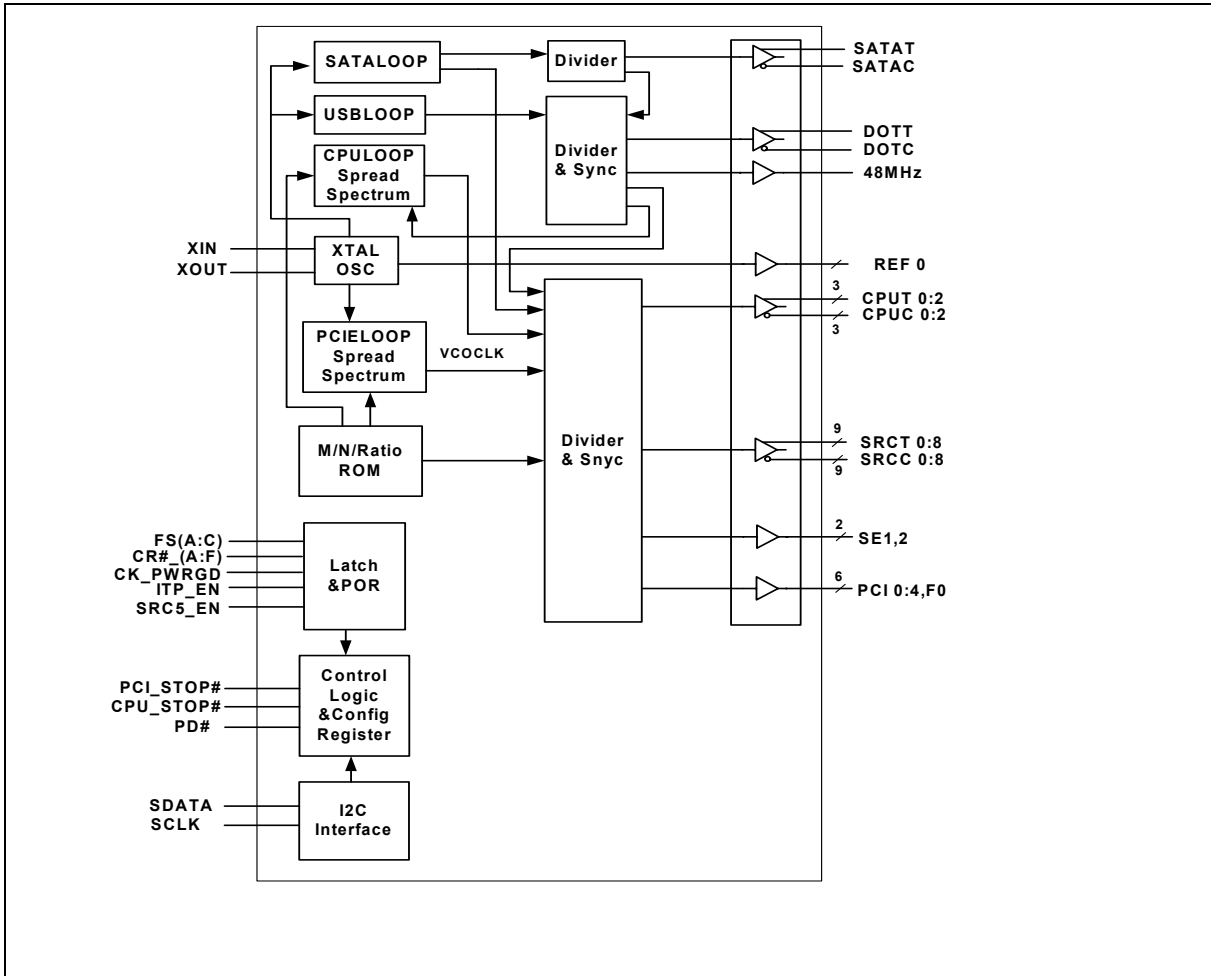 SATALOOP
Divider
SATAT
SATAC
USBLOOP
Divider
& Sync
DOTT
DOTC
48MHz
CPULOOP
Spread
Spectrum
XIN
XOUT
XTAL
OSC
REF 0
3
CPUT 0:2
CPUC 0:2
3
PCIELOOP
Spread
Spectrum
VCOCLK
M/N/Ratio
ROM
Divider
& Snyc
9
SRCT 0:8
SRCC 0:8
9
2
SE1,2
6
PCI 0:4,F0
FS(A:C)
CR#_(A:F)
CK_PWRGD
ITP_EN
SRC5_EN
Latch
&POR
PCI_STOP#
CPU_STOP#
PD#
Control
Logic
&Config
Register
SDATA
SCLK
I2C
Interface